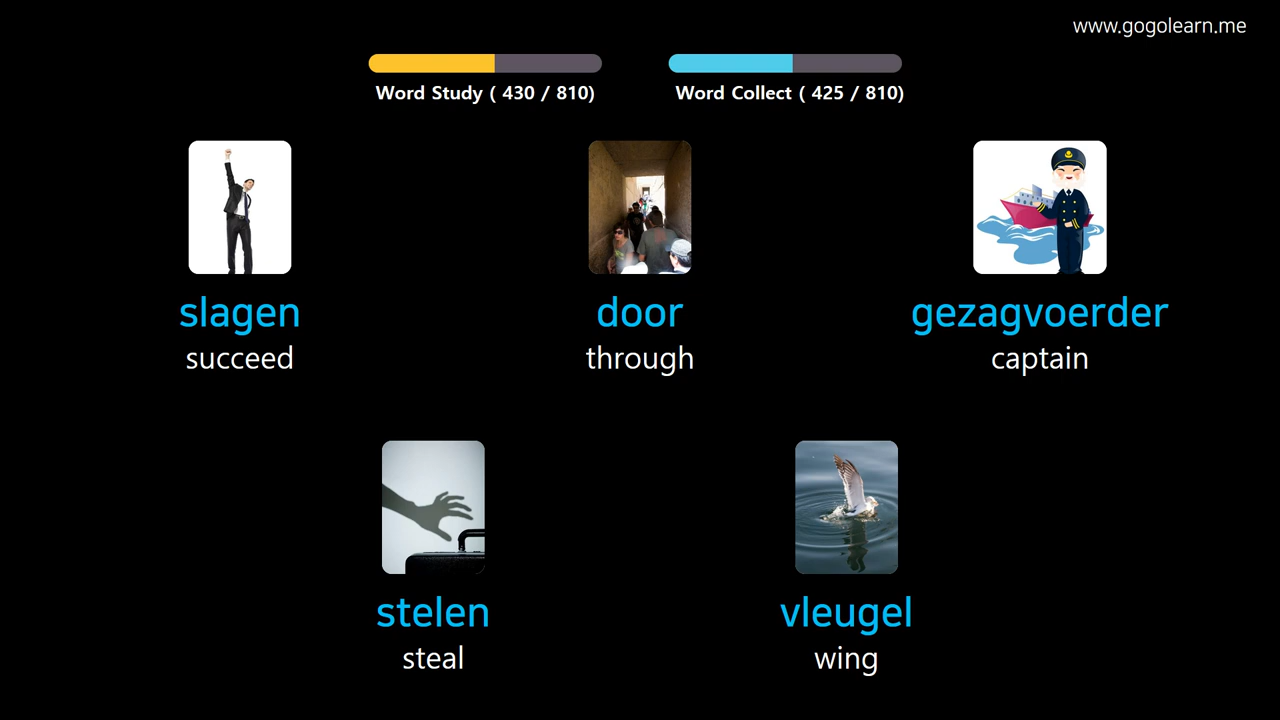 www.gogolearn.me
Word Study ( 430 / 810)
Word Collect ( 425 / 810)
slagen
succeed
door
through
gezagvoerder
captain
stelen
steal
vleugel
wing